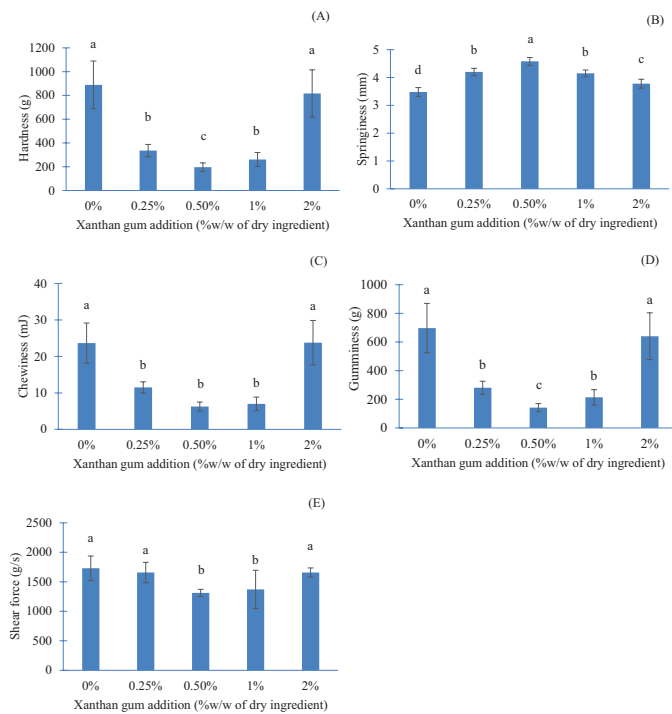 (A)
1200
1000
800
600
400
200
0
Hardness (g)
a
b
c
b
a
0% 0.25% 0.50% 1% 2%
Xanthan gum addition (%w/w of dry ingredient)
(B)
5
4
3
2
1
0
Springiness (mm)
d
b
a
b
c
0% 0.25% 0.50% 1% 2%
Xanthan gum addition (%w/w of dry ingredient)
(C)
40
30
20
10
0
Chewiness (mJ)
a
b
b
b
a
0% 0.25% 0.50% 1% 2%
Xanthan gum addition (%w/w of dry ingredient)
(D)
1000
800
600
400
200
0
Gumminess (g)
a
b
c
b
a
0% 0.25% 0.50% 1% 2%
Xanthan gum addition (%w/w of dry ingredient)
(E)
2500
2000
1500
1000
500
0
Shear force (g/s)
a
a
b
b
a
0% 0.25% 0.50% 1% 2%
Xanthan gum addition (%w/w of dry ingredient)